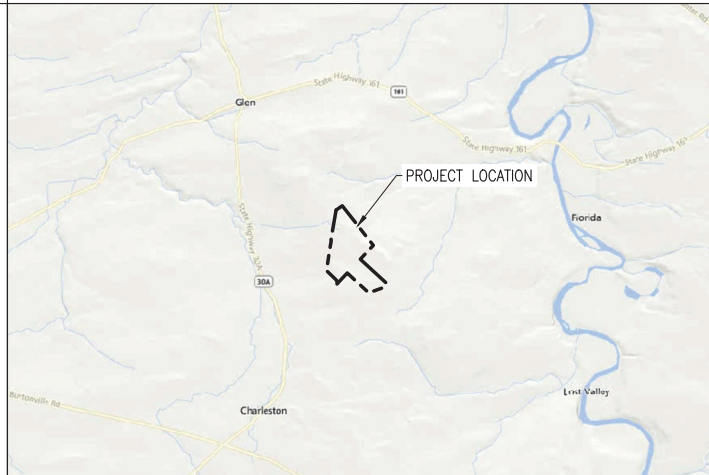 Glen
State Highway 161
161
State Highway 161
State Highway 161
PROJECT LOCATION
Florida
State Highway 30A
30A
Lost Valley
Burtonville Rd
Charleston